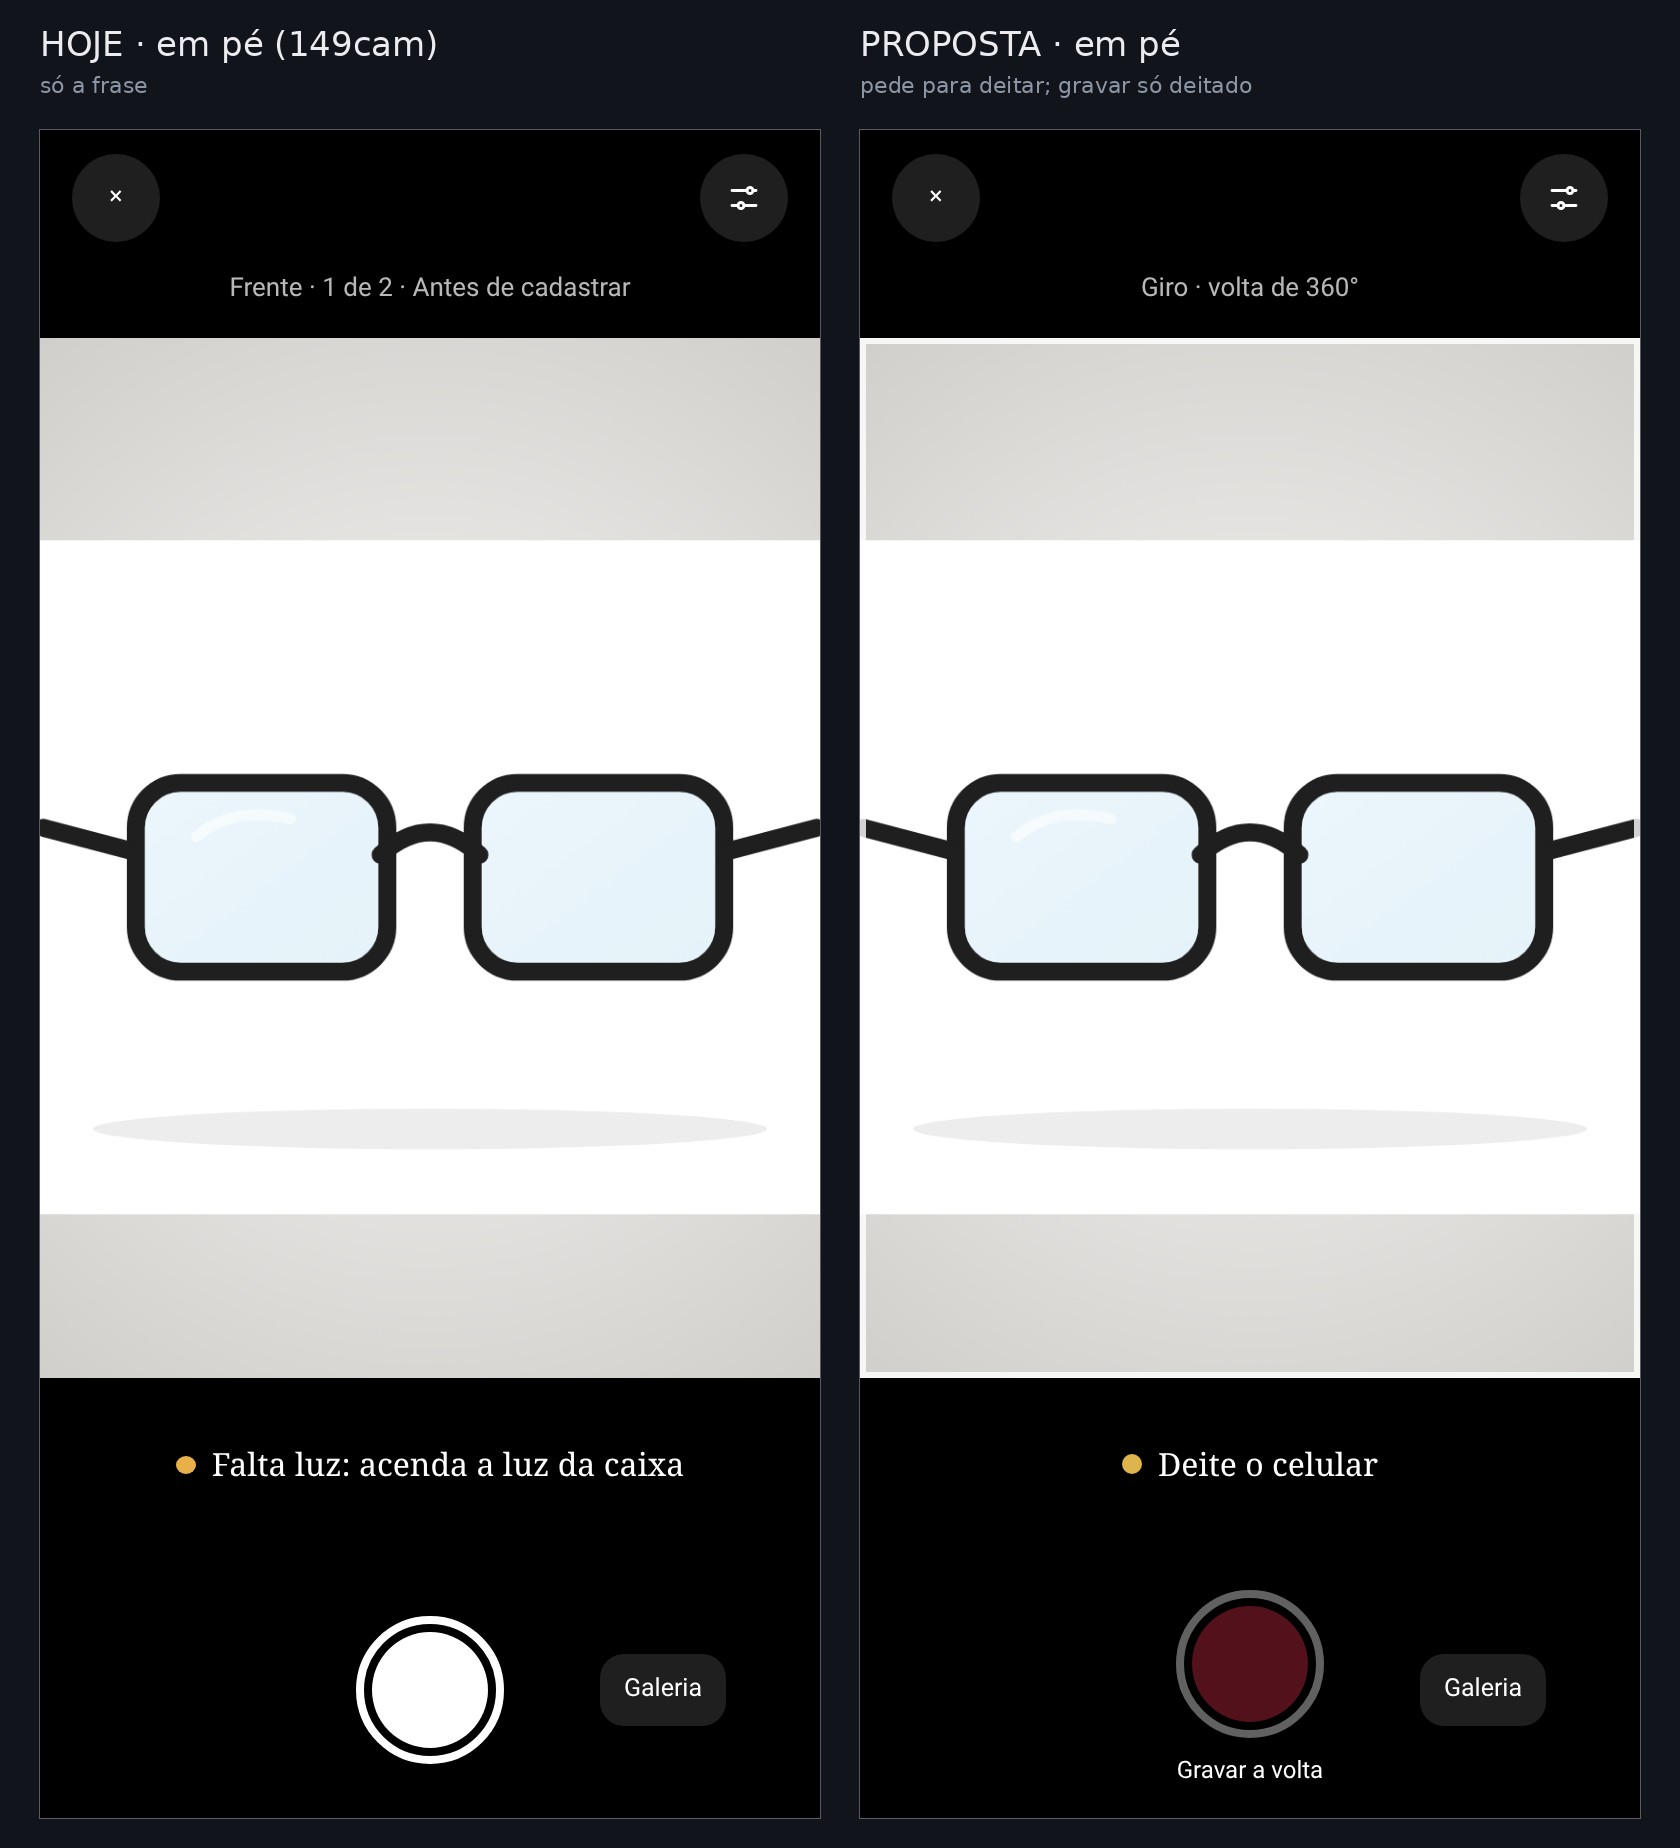 HOJE · em pé (149cam)
só a frase
×
Frente · 1 de 2 · Antes de cadastrar
Falta luz: acenda a luz da caixa
Galeria
PROPOSTA · em pé
pede para deitar; gravar só deitado
×
Giro · volta de 360°
Deite o celular
Galeria
Gravar a volta